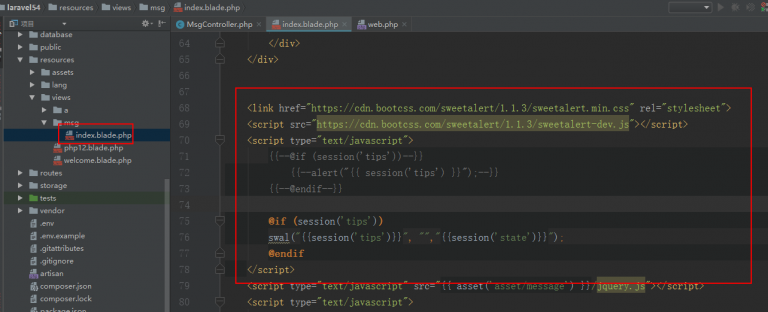 laravel54 resources views msg index.blade.php
项目
database
public
resources
assets
lang
views
a
msg
index.blade.php
php12.blade.php
welcome.blade.php
routes
storage
tests
vendor
.env
.env.example
.gitattributes
.gitignore
artisan
composer.json
composer.lock
package.json
MsgController.php × index.blade.php × web.php ×
64 </div>
65 </div>
66
67
68 <link href="https://cdn.bootcss.com/sweetalert/1.1.3/sweetalert.min.css" rel="stylesheet">
69 <script src="https://cdn.bootcss.com/sweetalert/1.1.3/sweetalert-dev.js"></script>
70 <script type="text/javascript">
71 {{--@if (session('tips'))--}}
72 {{--alert("{{ session('tips') }}");--}}
73 {{--@endif--}}
74
75 @if (session('tips'))
76 swal("{{session('tips')}}", "","{{session('state')}}");
77 @endif
78 </script>
79 <script type="text/javascript" src="{{ asset('asset/message') }}/jquery.js"></script>
80 <script type="text/javascript">